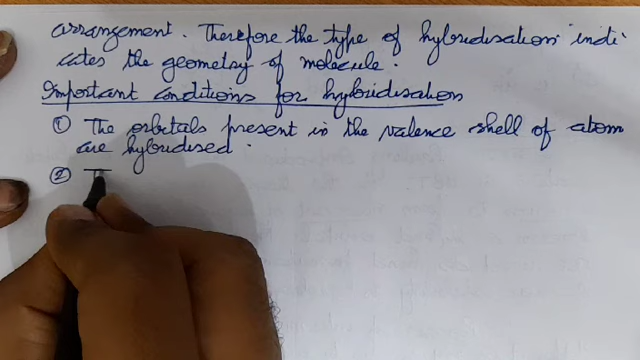 arrangement. Therefore the type of hybridisation indi-
cates the geometry of molecule.
Important conditions for hybridisation
① The orbitals present in the valence shell of atom
are hybridised.
② T